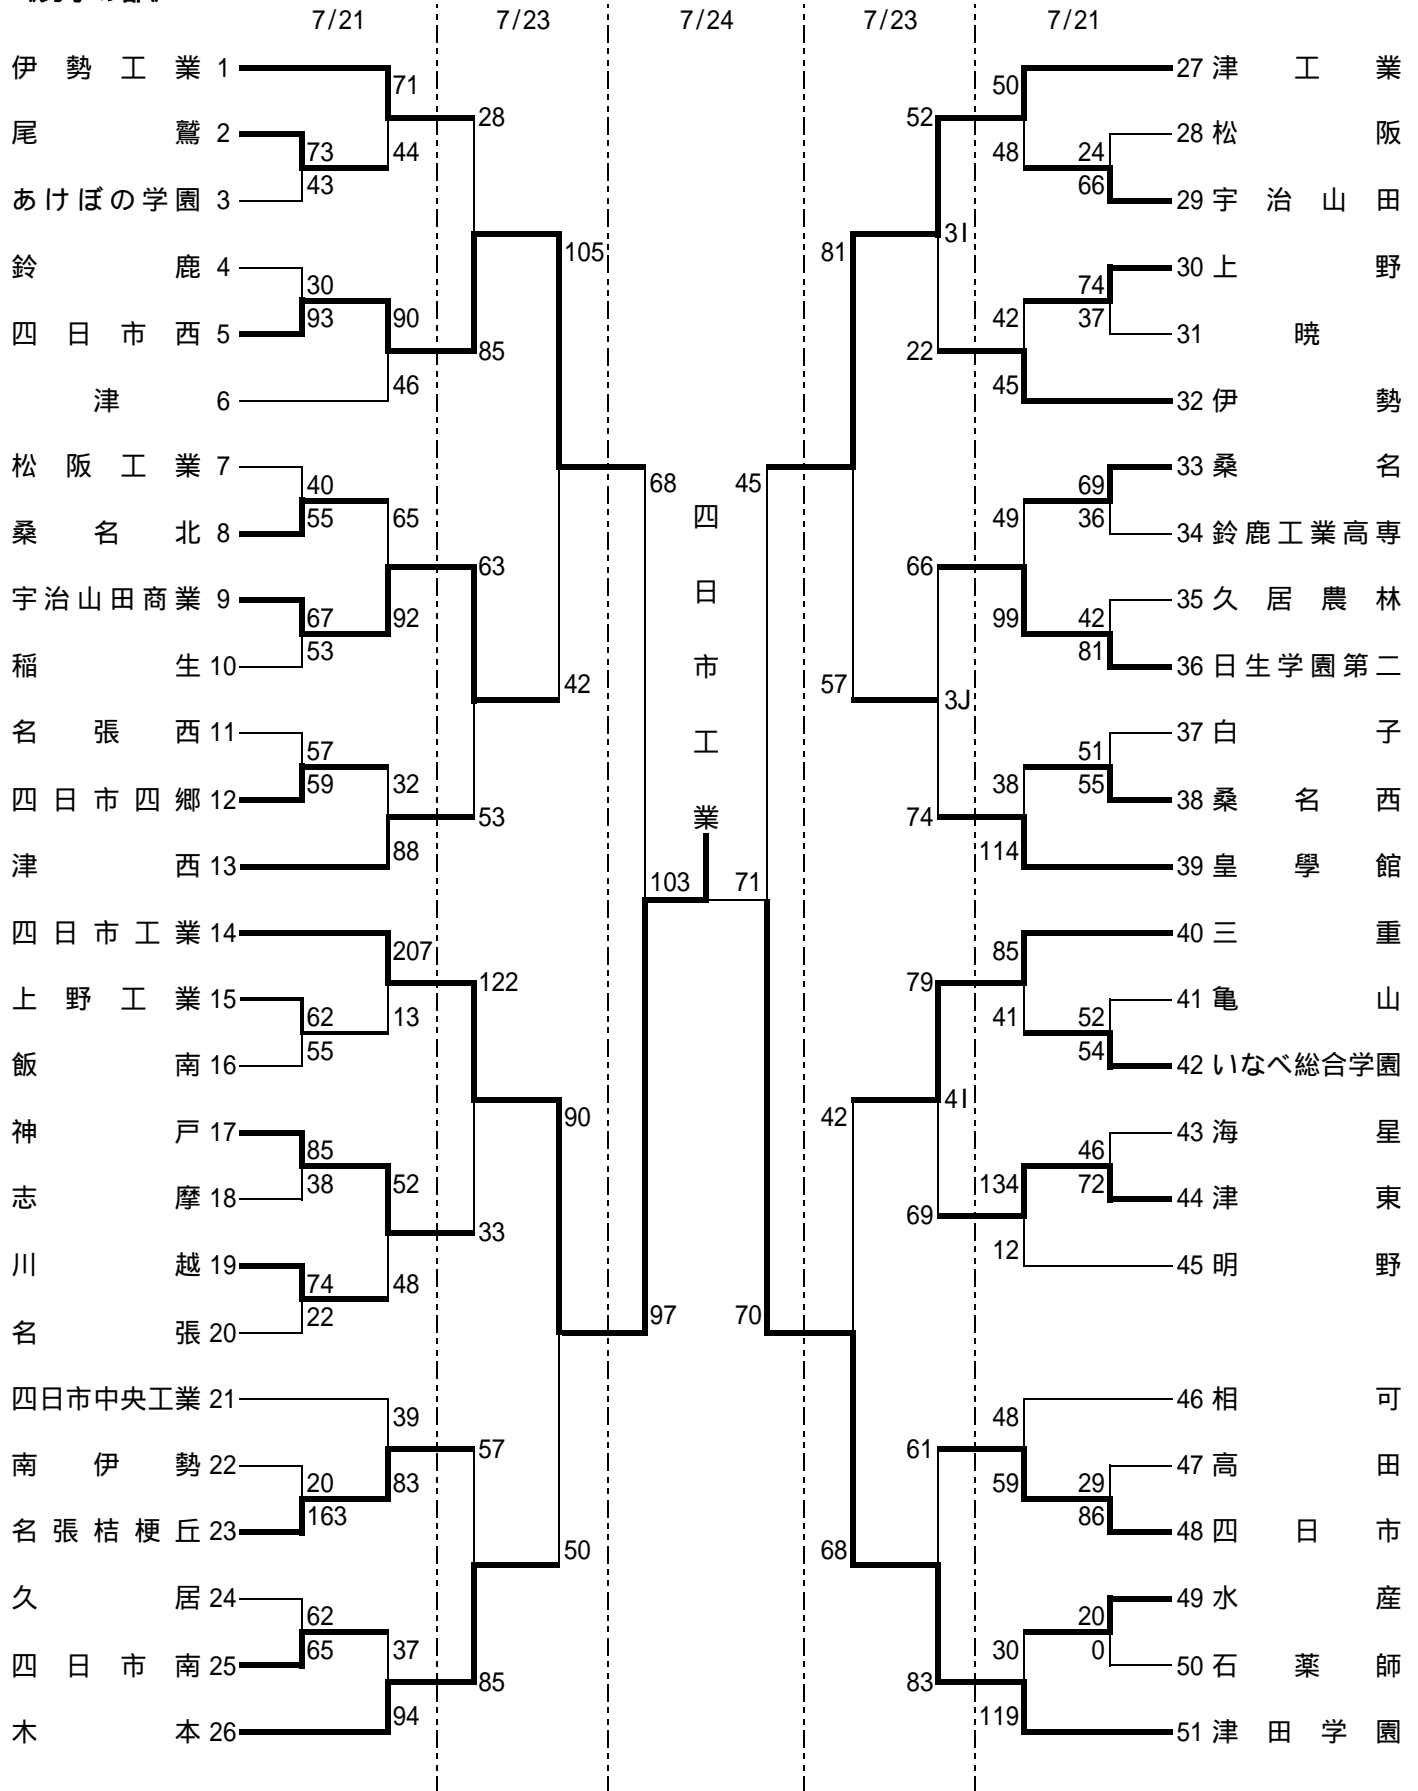 7/21 7/23 7/24 7/23 7/21
伊勢工業 1
71
尾鷲 2
73
44
28
43
あけぼの学園 3
105
鈴鹿 4
30
93
90
四日市西 5
85
46
津 6
松阪工業 7
40
55
65
桑名北 8
63
宇治山田商業 9
67
92
53
稲生 10
42
名張西 11
57
59
32
四日市四郷 12
53
88
津西 13
68
四日市工業 14
207
122
上野工業 15
62
13
55
飯南 16
90
神戸 17
85
38
52
志摩 18
33
川越 19
74
48
22
名張 20
97
四日市中央工業 21
39
57
南伊勢 22
20
83
163
名張桔梗丘 23
50
久居 24
62
65
37
四日市南 25
85
94
木本 26
四日市工業
103 71
27 津工業
50
52
28 松阪
48
24
66
29 宇治山田
81
3I
30 上野
74
42
37
31 暁
22
45
32 伊勢
45
33 桑名
69
49
36
34 鈴鹿工業高専
66
35 久居農林
99
42
81
36 日生学園第二
57
3J
37 白子
51
38
55
38 桑名西
74
114
39 皇學館
40 三重
85
79
41 亀山
41
52
54
42 いなべ総合学園
42
4I
43 海星
46
134
72
44 津東
69
12
45 明野
70
46 相可
48
61
47 高田
59
29
86
48 四日市
68
49 水産
20
30
0
50 石薬師
83
119
51 津田学園